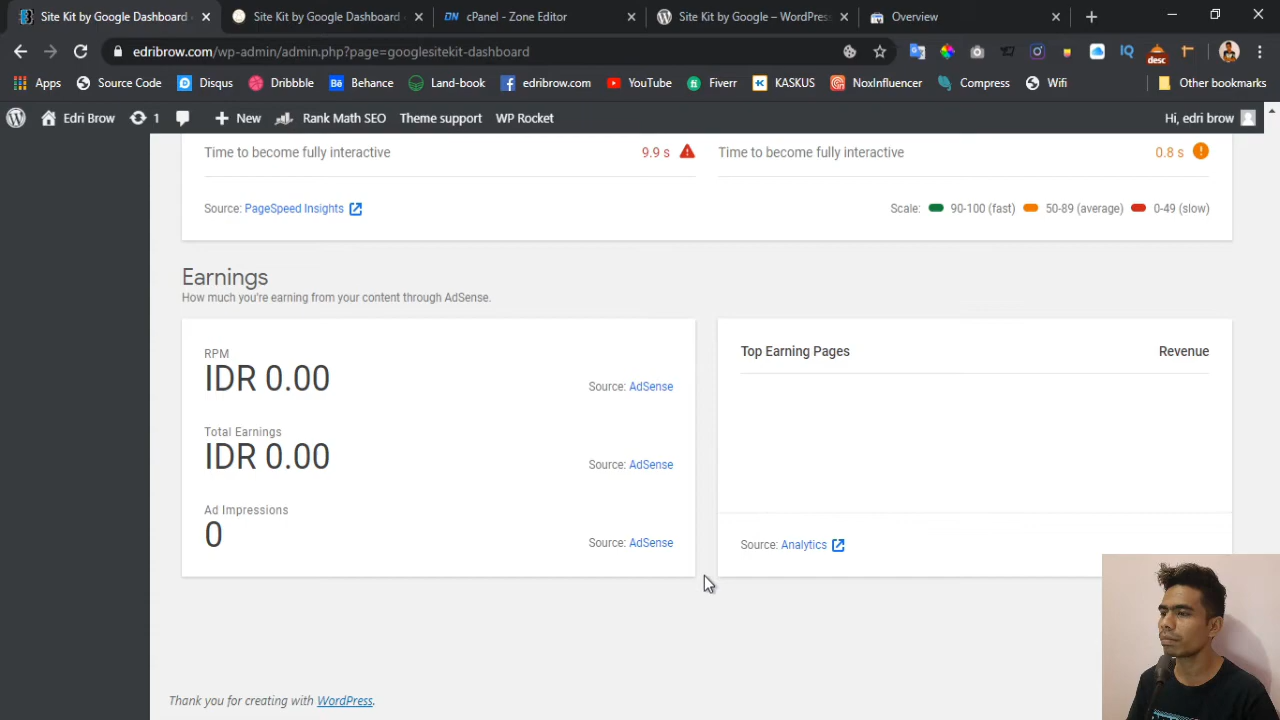 Site Kit by Google Dashboard
Site Kit by Google Dashboard
DN cPanel - Zone Editor
Site Kit by Google – WordPress
Overview
edribrow.com/wp-admin/admin.php?page=googlesitekit-dashboard
IQ
desc
Apps
Source Code
Disqus
Dribbble
Behance
Land-Book
edribrow.com
YouTube
Fiverr
KASKUS
NoxInfluencer
Compress
Wifi
Other bookmarks
Edri Brow
1
New
Rank Math SEO
Theme support
WP Rocket
Hi, edri brow
Time to become fully interactive 9.9 s
Time to become fully interactive 0.8 s
Source: PageSpeed Insights
Scale: 90-100 (fast) 50-89 (average) 0-49 (slow)
Earnings
How much you're earning from your content through AdSense.
RPM
IDR 0.00
Source: AdSense
Total Earnings
IDR 0.00
Source: AdSense
Ad Impressions
0
Source: AdSense
Top Earning Pages Revenue
Source: Analytics
Thank you for creating with WordPress.